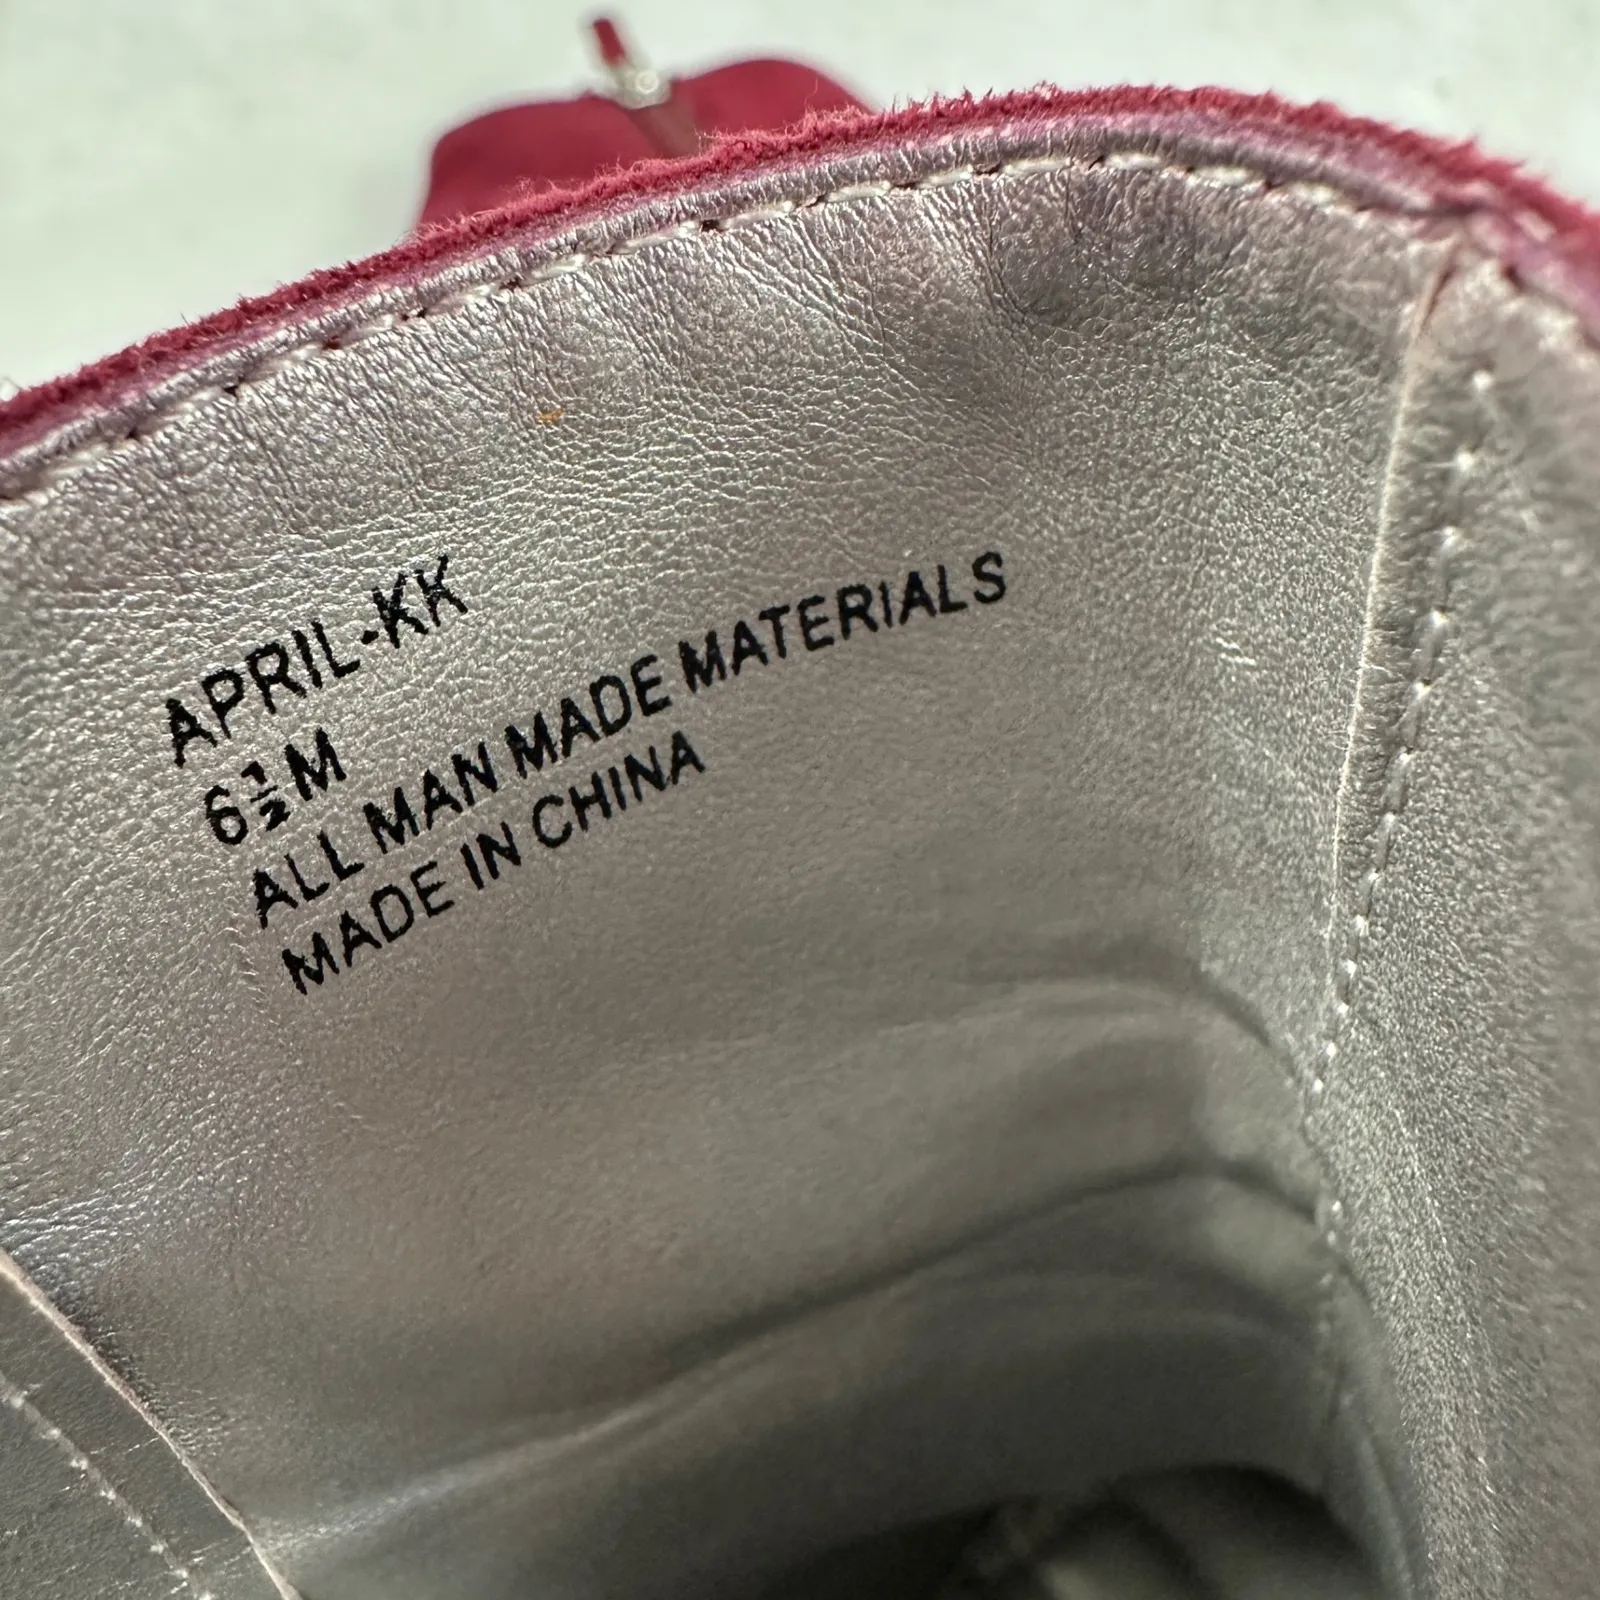 APRIL-KK
6½M
ALL MAN MADE MATERIALS
MADE IN CHINA